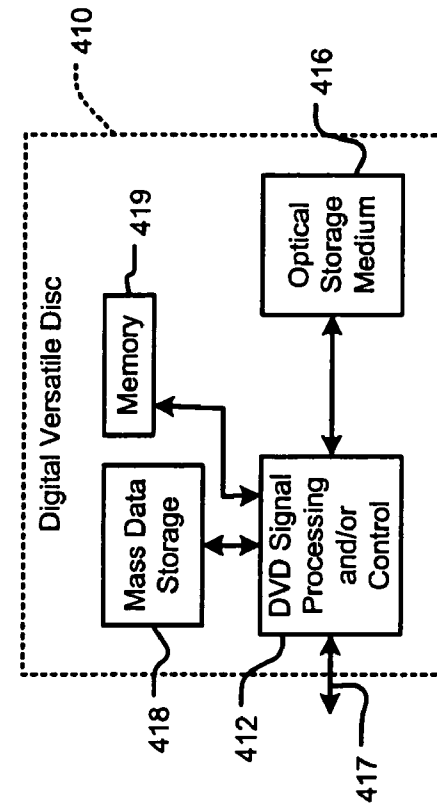 Digital Versatile Disc
410
Mass Data
Storage
418
Memory
419
DVD Signal
Processing
and/or
Control
412
Optical
Storage
Medium
416
417